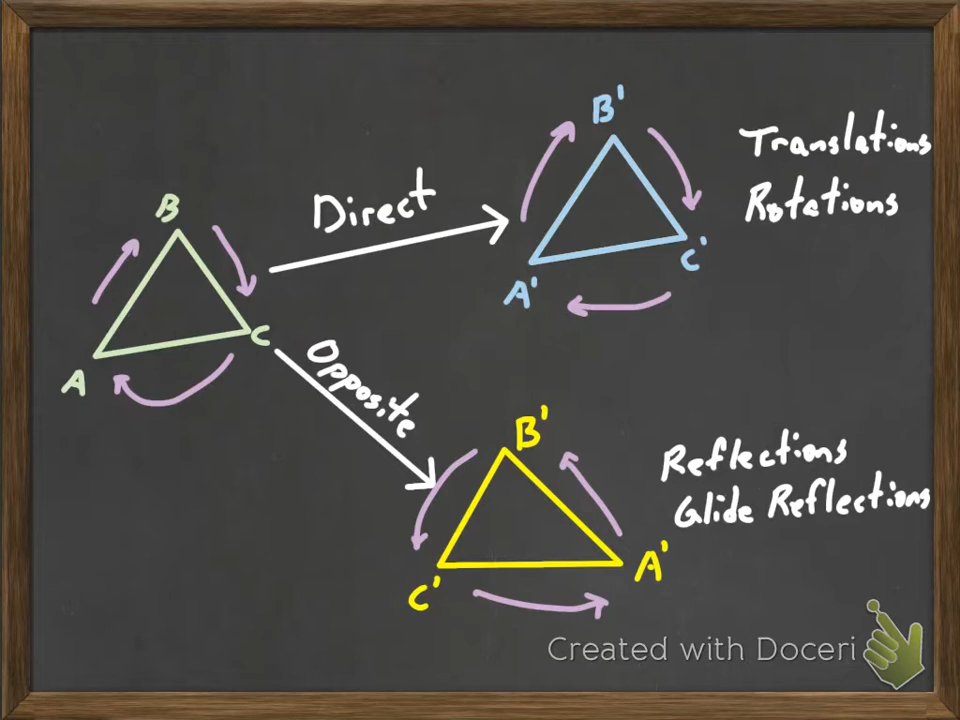 B
A
C
Direct
B'
A'
C'
Translations
Rotations
Opposite
B'
C'
A'
Reflections
Glide Reflections
Created with Doceri